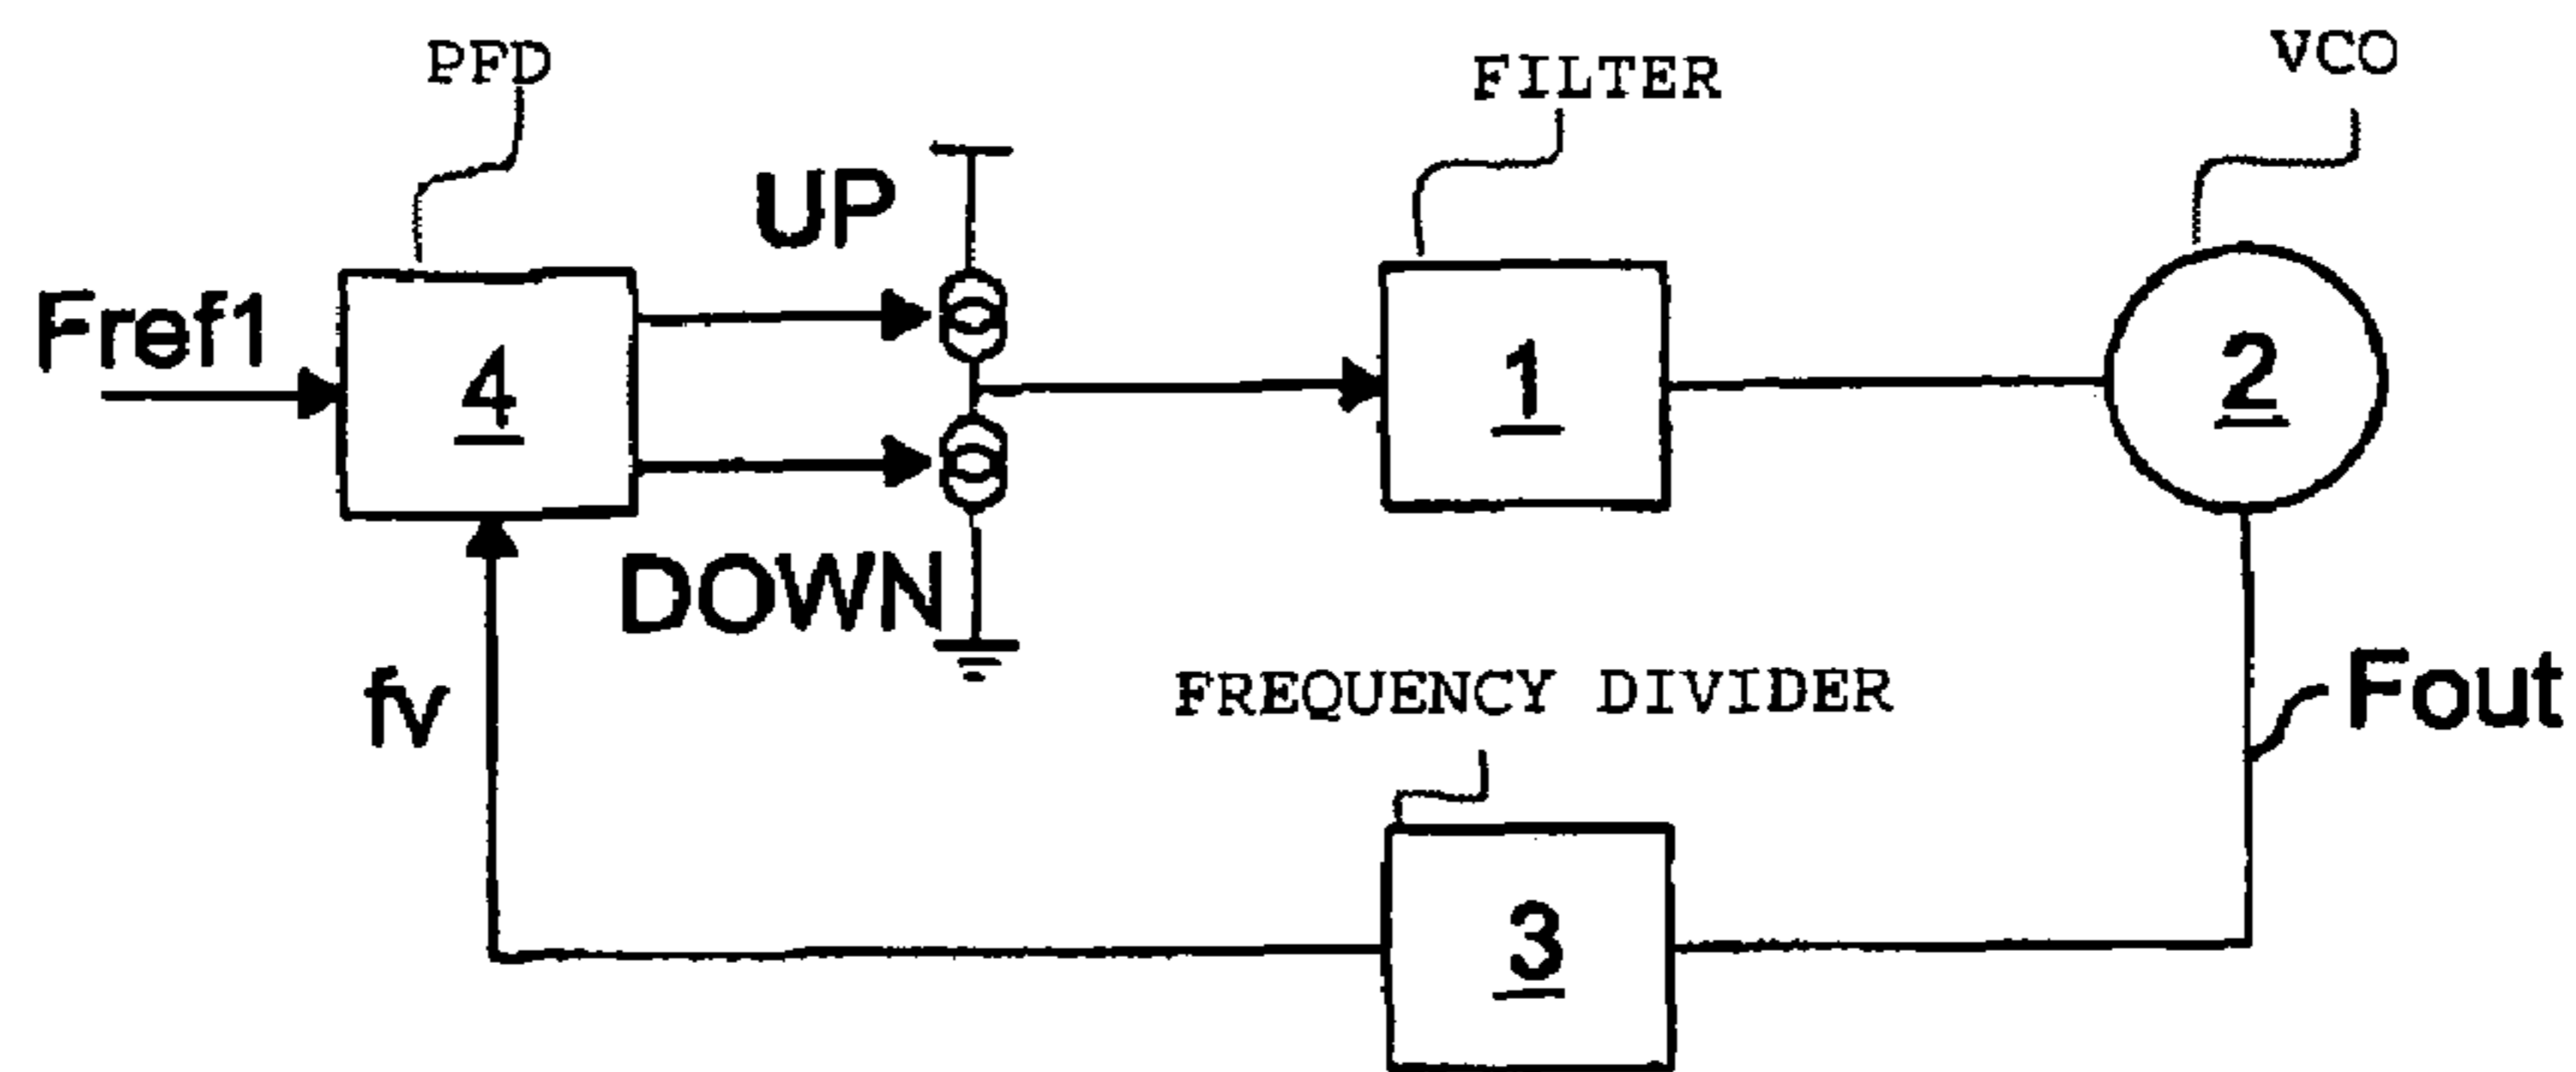 PFD
FILTER
VCO
UP
Fref1
4
1
2
DOWN
fv
FREQUENCY DIVIDER
Fout
3